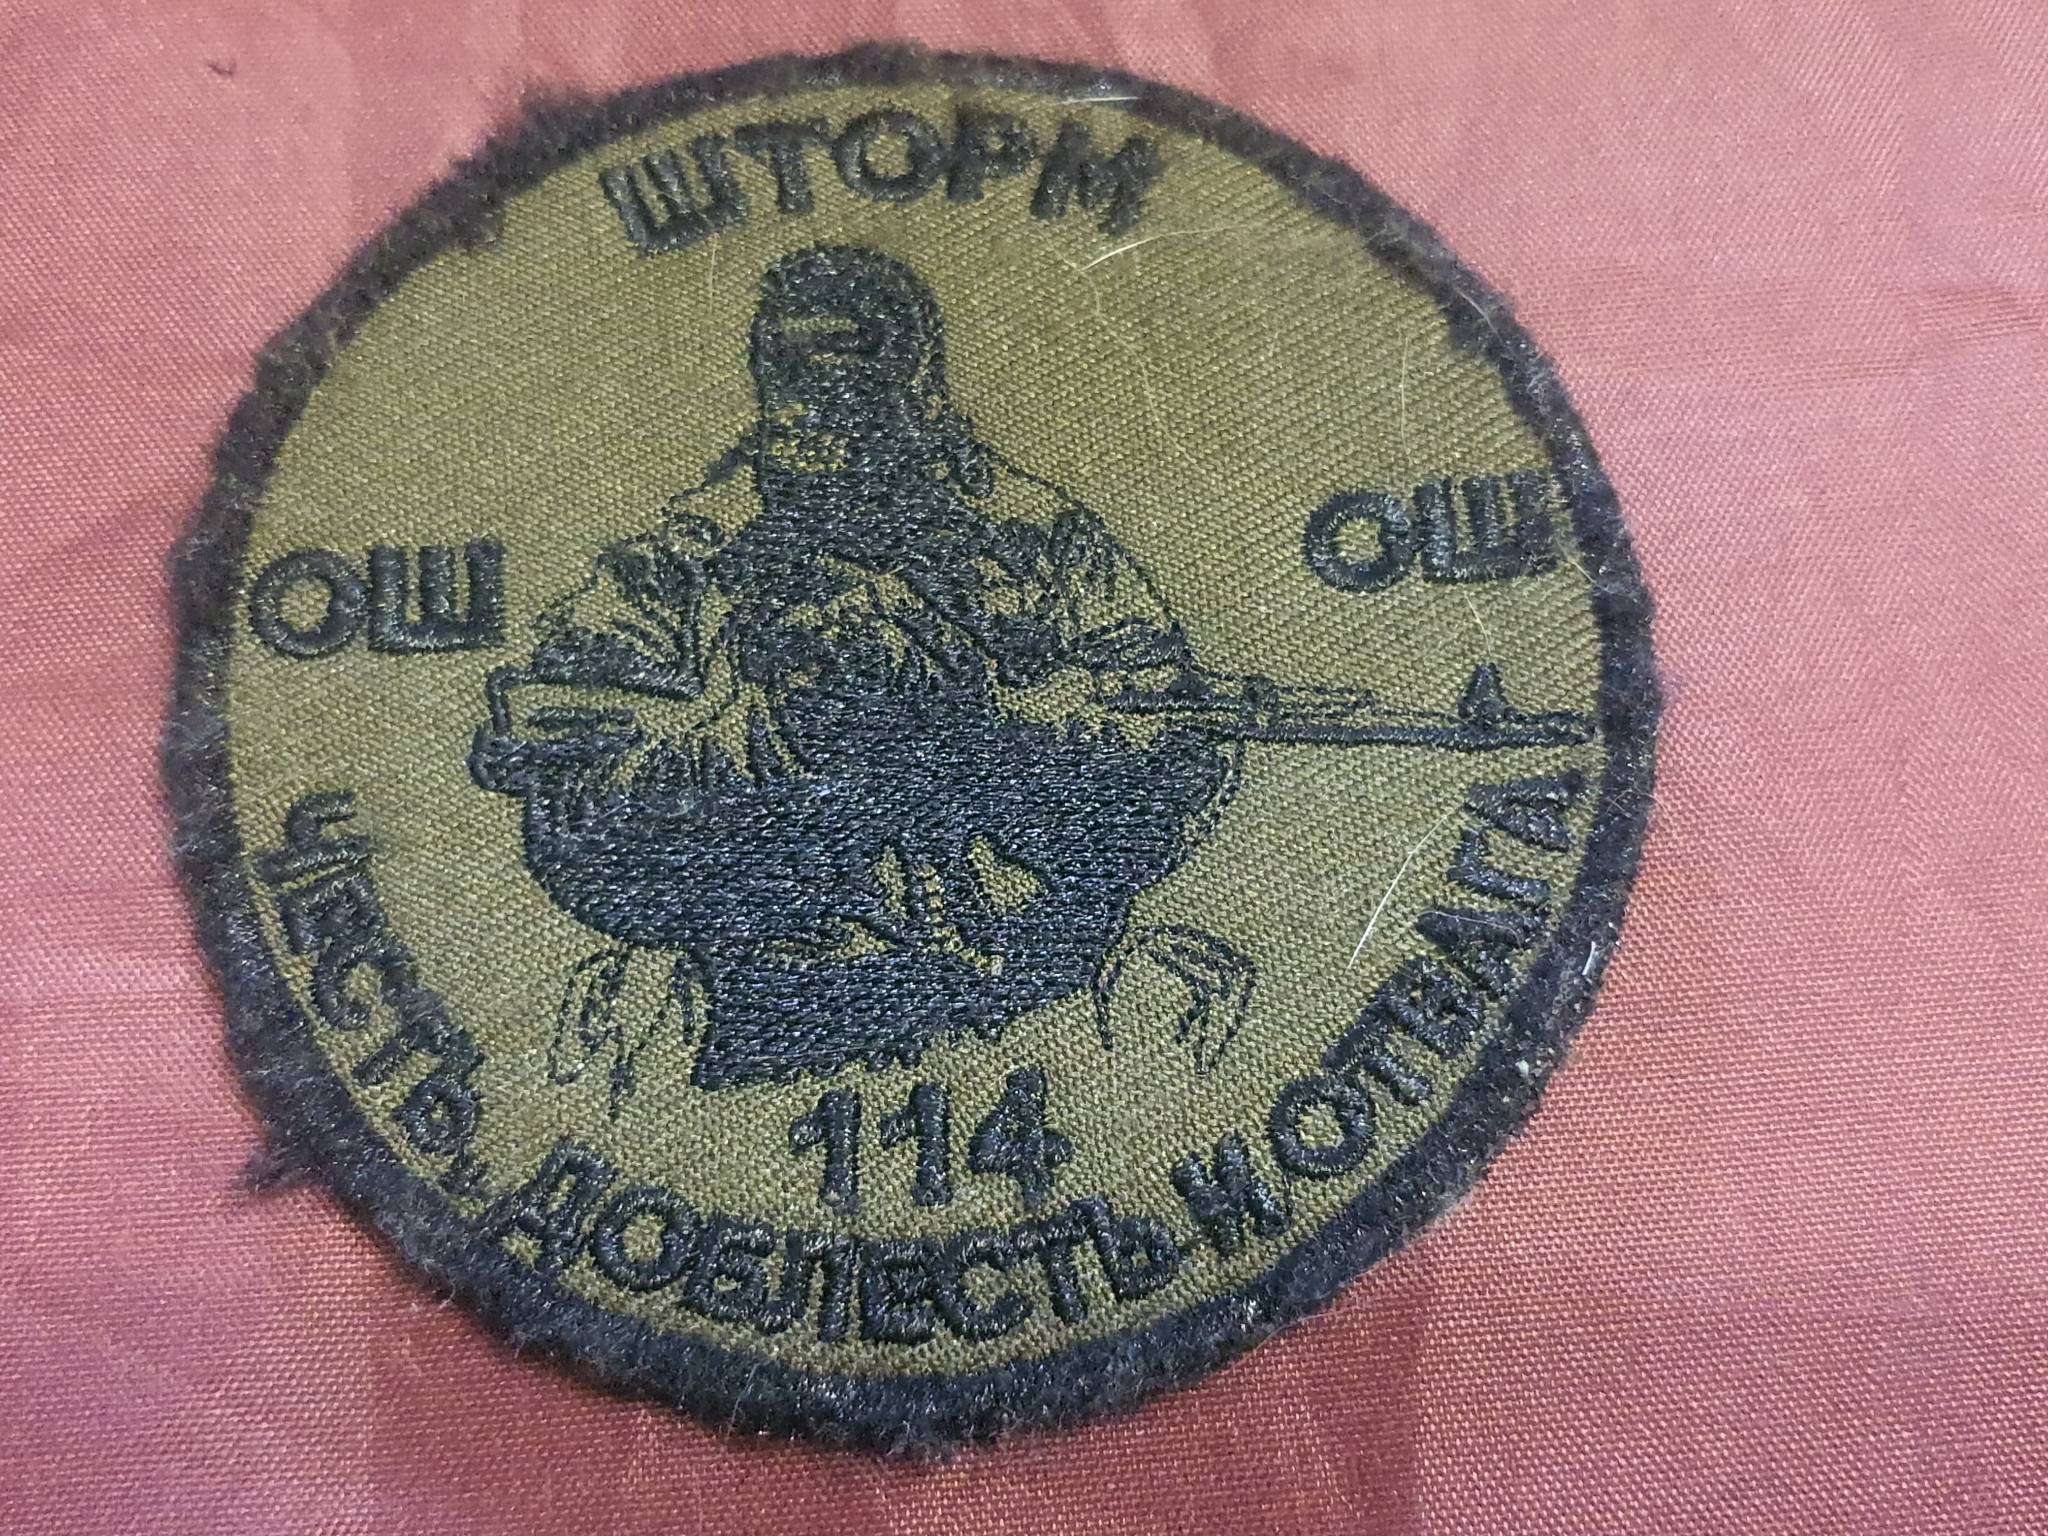 ШТОРМ
ОШ
ОШ
114
ЧЕСТЬ, ДОБЛЕСТЬ И ОТВАГА